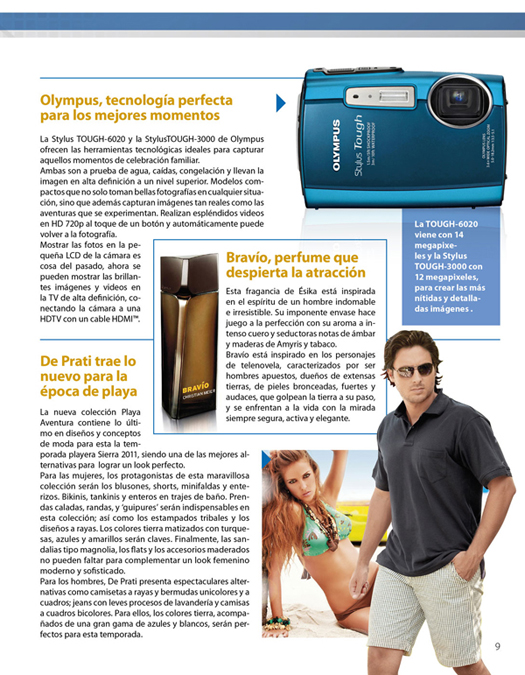 Olympus, tecnología perfecta
para los mejores momentos
La Stylus TOUGH-6020 y la StylusTOUGH-3000 de Olympus
ofrecen las herramientas tecnológicas ideales para capturar
aquellos momentos de celebración familiar.
Ambas son a prueba de agua, caídas, congelación y llevan la
imagen en alta definición a un nivel superior. Modelos com-
pactos que no solo toman bellas fotografías en cualquier situa-
ción, sino que además capturan imágenes tan reales como las
aventuras que se experimentan. Realizan espléndidos videos
en HD 720p al toque de un botón y automáticamente puede
volver a la fotografía.
Mostrar las fotos en la pe-
queña LCD de la cámara es
cosa del pasado, ahora se
pueden mostrar las brillan-
tes imágenes y videos en
la TV de alta definición, co-
nectando la cámara a una
HDTV con un cable HDMI™.
OLYMPUS
Stylus Tough
La TOUGH-6020
viene con 14
megapixe-
les y la Stylus
TOUGH-3000 con
12 megapixeles,
para crear las más
nítidas y detalla-
das imágenes .
BRAVÍO
CHRISTIAN MEIER
Bravío, perfume que
despierta la atracción
Esta fragancia de Ésika está inspirada
en el espíritu de un hombre indomable
e irresistible. Su imponente envase hace
juego a la perfección con su aroma a in-
tenso cuero y seductoras notas de ámbar
y maderas de Amyris y tabaco.
Bravío está inspirado en los personajes
de telenovela, caracterizados por ser
hombres apuestos, dueños de extensas
tierras, de pieles bronceadas, fuertes y
audaces, que golpean la tierra a su paso,
y se enfrentan a la vida con la mirada
siempre segura, activa y elegante.
De Prati trae lo
nuevo para la
época de playa
La nueva colección Playa
Aventura contiene lo últi-
mo en diseños y conceptos
de moda para esta la tem-
porada playera Sierra 2011, siendo una de las mejores al-
ternativas para lograr un look perfecto.
Para las mujeres, los protagonistas de esta maravillosa
colección serán los blusones, shorts, minifaldas y ente-
rizos. Bikinis, tankinis y enteros en trajes de baño. Pren-
das caladas, randas, y ‘guipures’ serán indispensables en
esta colección; así como los estampados tribales y los
diseños a rayas. Los colores tierra matizados con turque-
sas, azules y amarillos serán claves. Finalmente, las san-
dalias tipo magnolia, los flats y los accesorios maderados
no pueden faltar para complementar un look femenino
moderno y sofisticado.
Para los hombres, De Prati presenta espectaculares alter-
nativas como camisetas a rayas y bermudas unicolores y a
cuadros; jeans con leves procesos de lavandería y camisas
a cuadros bicolores. Para ellos, los colores tierra, acompa-
ñados de una gran gama de azules y blancos, serán per-
fectos para esta temporada.
9